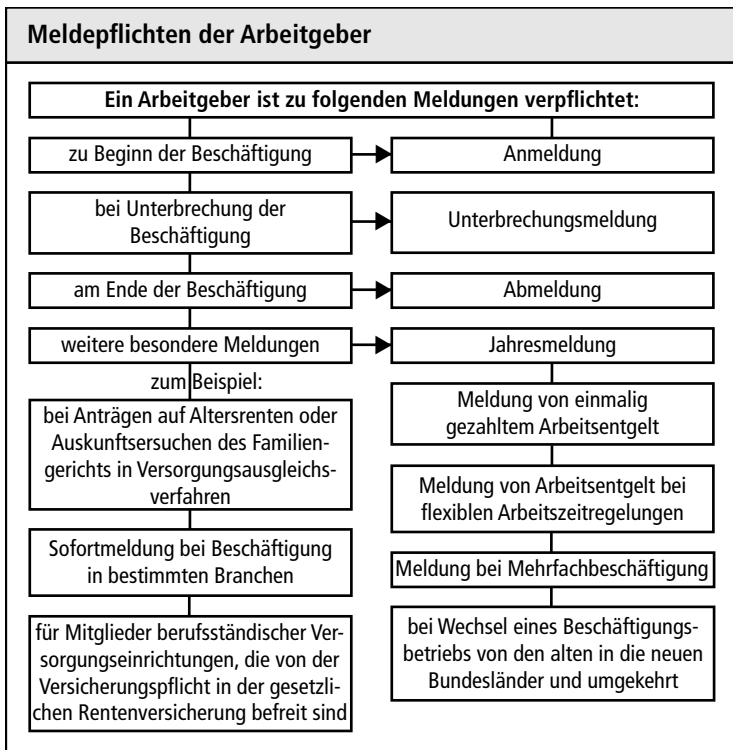 Meldepflichten der Arbeitgeber
Ein Arbeitgeber ist zu folgenden Meldungen verpflichtet:
zu Beginn der Beschäftigung
Anmeldung
bei Unterbrechung der
Beschäftigung
Unterbrechungsmeldung
am Ende der Beschäftigung
Abmeldung
weitere besondere Meldungen
Jahresmeldung
zum Beispiel:
bei Anträgen auf Altersrenten oder
Auskunftsersuchen des Familien-
gerichts in Versorgungsausgleichs-
verfahren
Sofortmeldung bei Beschäftigung
in bestimmten Branchen
für Mitglieder berufsständischer Ver-
sorgungseinrichtungen, die von der
Versicherungspflicht in der gesetzli-
chen Rentenversicherung befreit sind
Meldung von einmalig
gezahltem Arbeitsentgelt
Meldung von Arbeitsentgelt bei
flexiblen Arbeitszeitregelungen
Meldung bei Mehrfachbeschäftigung
bei Wechsel eines Beschäftigungs-
betriebs von den alten in die neuen
Bundesländer und umgekehrt